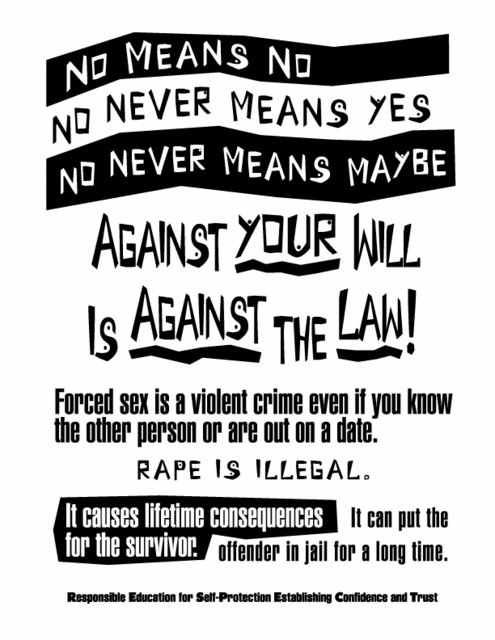 No Means No
No Never Means Yes
No Never Means Maybe
Against Your Will
Is Against The Law!
Forced sex is a violent crime even if you know
the other person or are out on a date.
Rape is illegal.
It causes lifetime consequences
for the survivor.
It can put the
offender in jail for a long time.
Responsible Education for Self-Protection Establishing Confidence and Trust